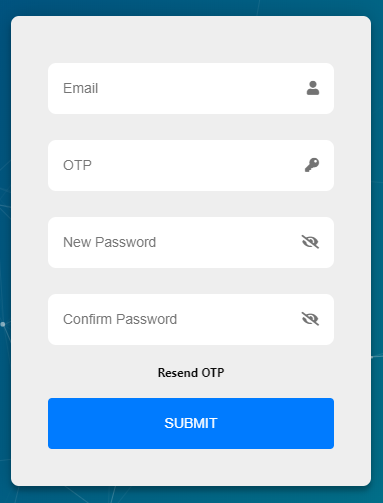 Email
OTP
New Password
Confirm Password
Resend OTP
SUBMIT